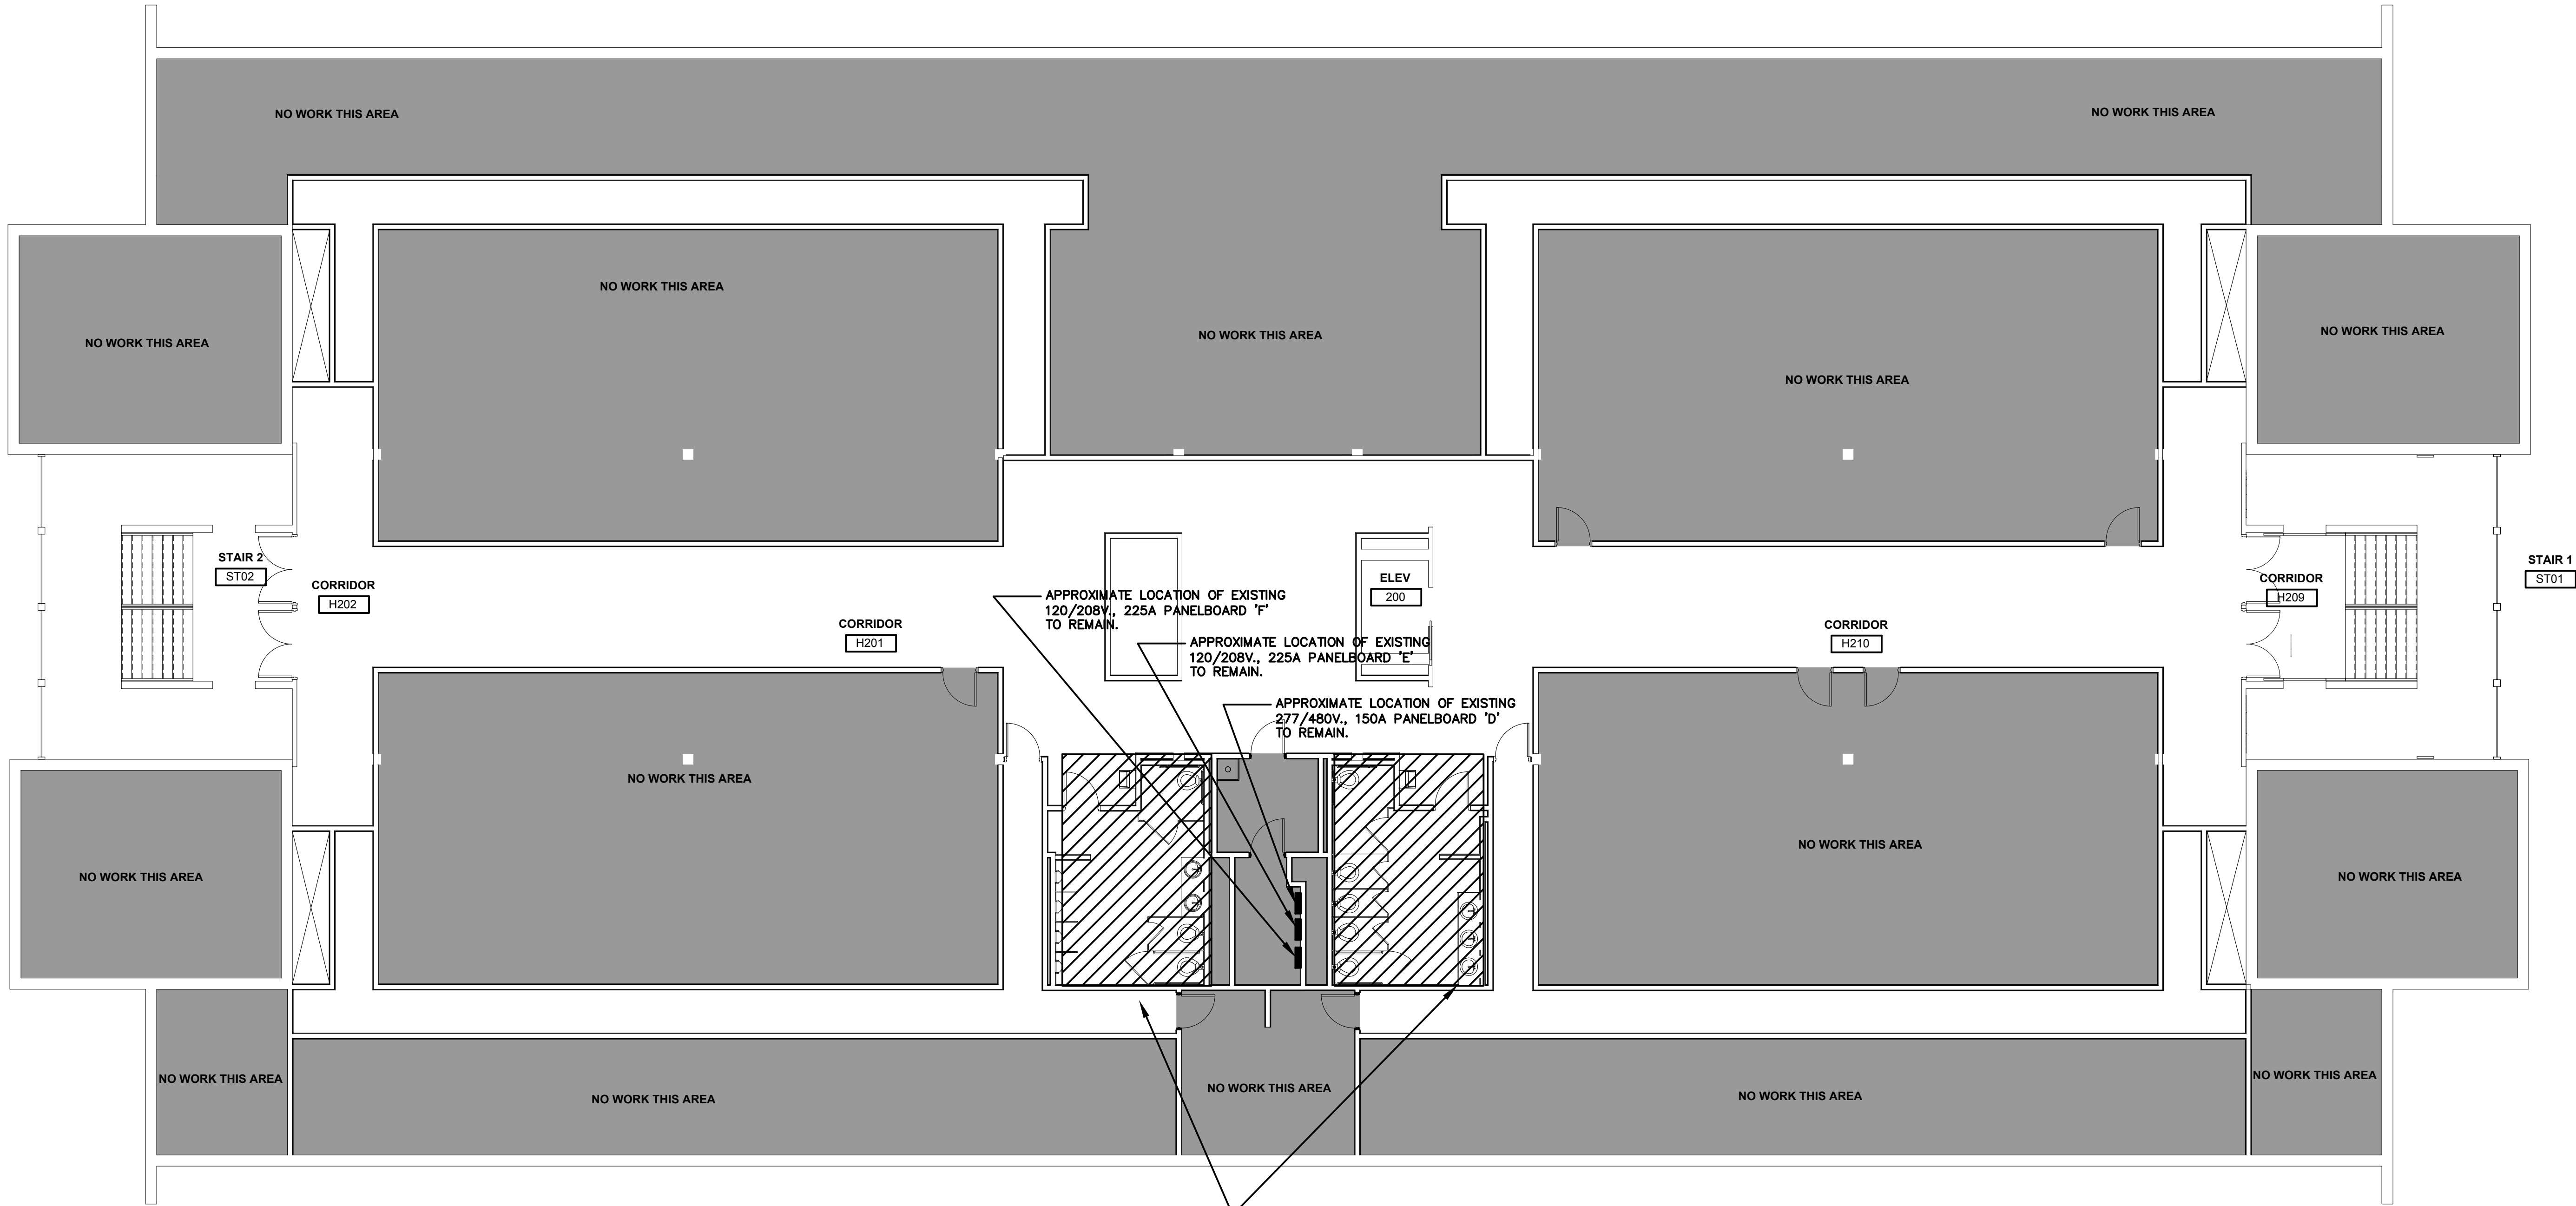 NO WORK THIS AREA
NO WORK THIS AREA
NO WORK THIS AREA
NO WORK THIS AREA
NO WORK THIS AREA
NO WORK THIS AREA
NO WORK THIS AREA
NO WORK THIS AREA
STAIR 2
ST02
CORRIDOR
H202
CORRIDOR
H201
APPROXIMATE LOCATION OF EXISTING
120/208V., 225A PANELBOARD 'F'
TO REMAIN.
ELEV
200
APPROXIMATE LOCATION OF EXISTING
120/208V., 225A PANELBOARD 'E'
TO REMAIN.
APPROXIMATE LOCATION OF EXISTING
277/480V., 150A PANELBOARD 'D'
TO REMAIN.
CORRIDOR
H210
CORRIDOR
H209
STAIR 1
ST01
NO WORK THIS AREA
NO WORK THIS AREA
NO WORK THIS AREA
NO WORK THIS AREA
NO WORK THIS AREA
NO WORK THIS AREA
NO WORK THIS AREA
NO WORK THIS AREA
NO WORK THIS AREA